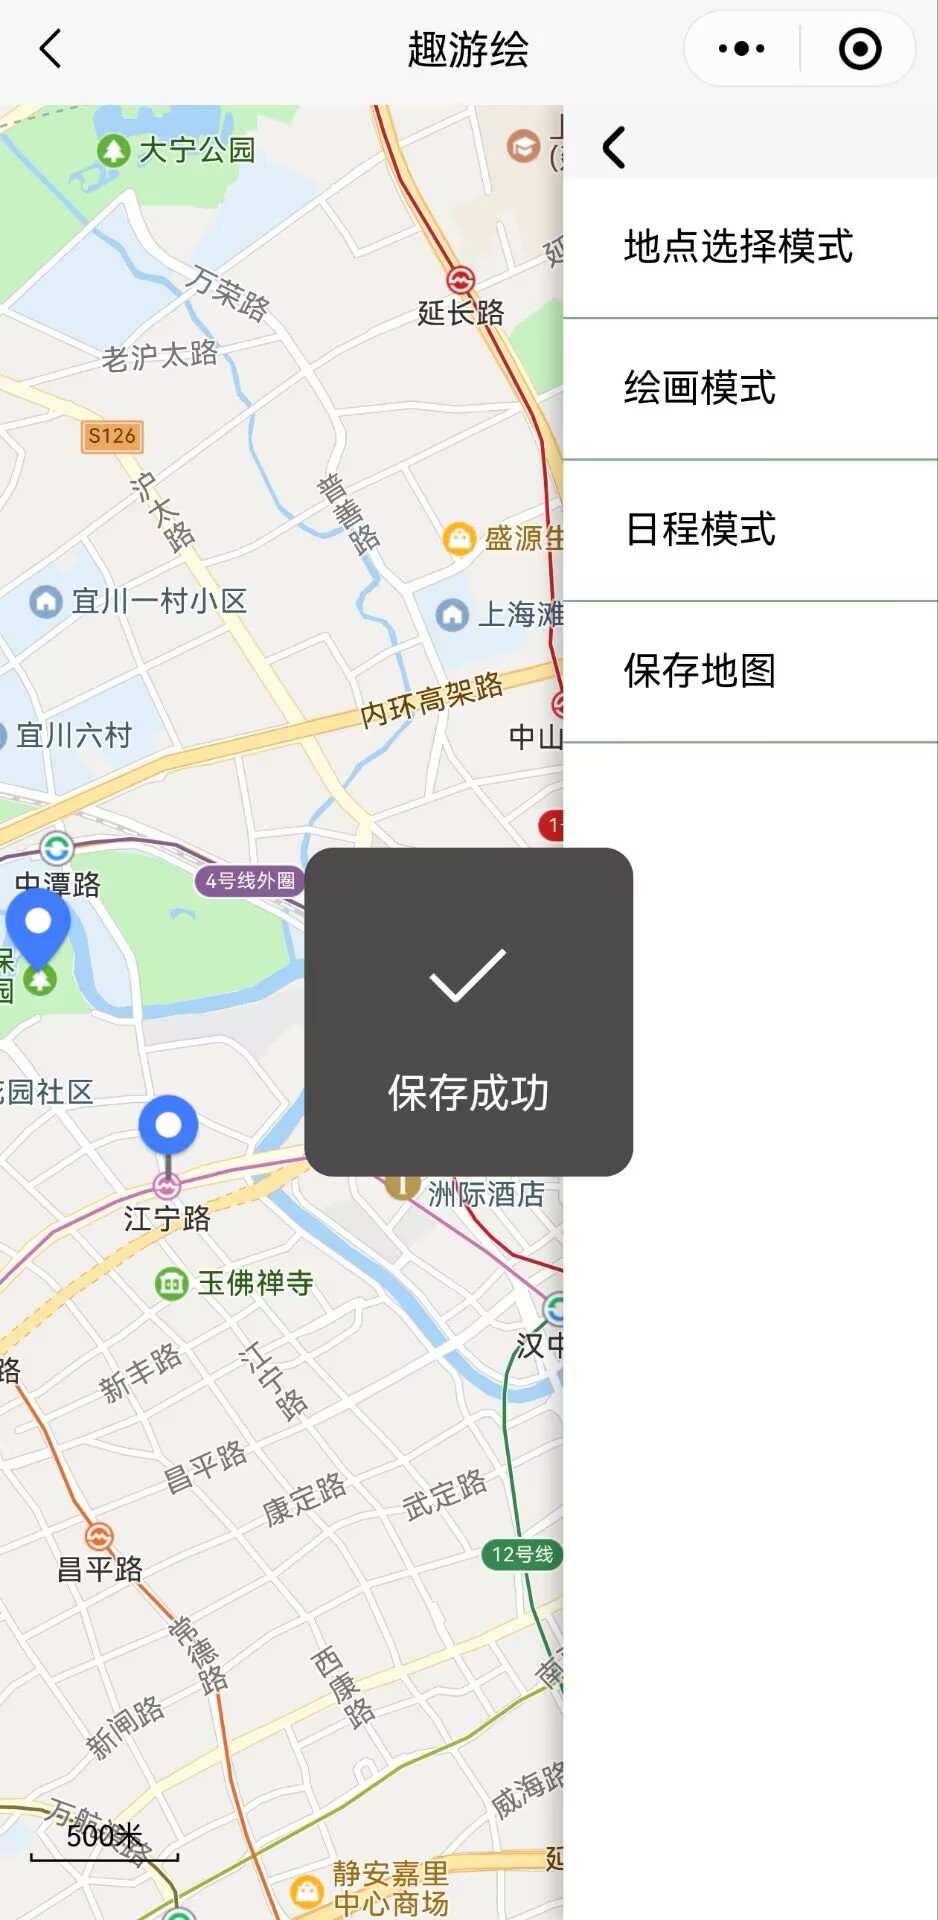 趣游绘
大宁公园
万荣路
延长路
老沪太路
S126
沪太路
普善路
盛源生
宜川一村小区
上海滩
内环高架路
宜川六村
中山
中潭路
4号线外圈
花园社区
江宁路
洲际酒店
玉佛禅寺
汉中
路
新丰路
江宁路
昌平路
康定路
武定路
12号线
昌平路
常德路
西康路
新闸路
威海路
500米
静安嘉里
中心商场
延
地点选择模式
绘画模式
日程模式
保存地图
保存成功